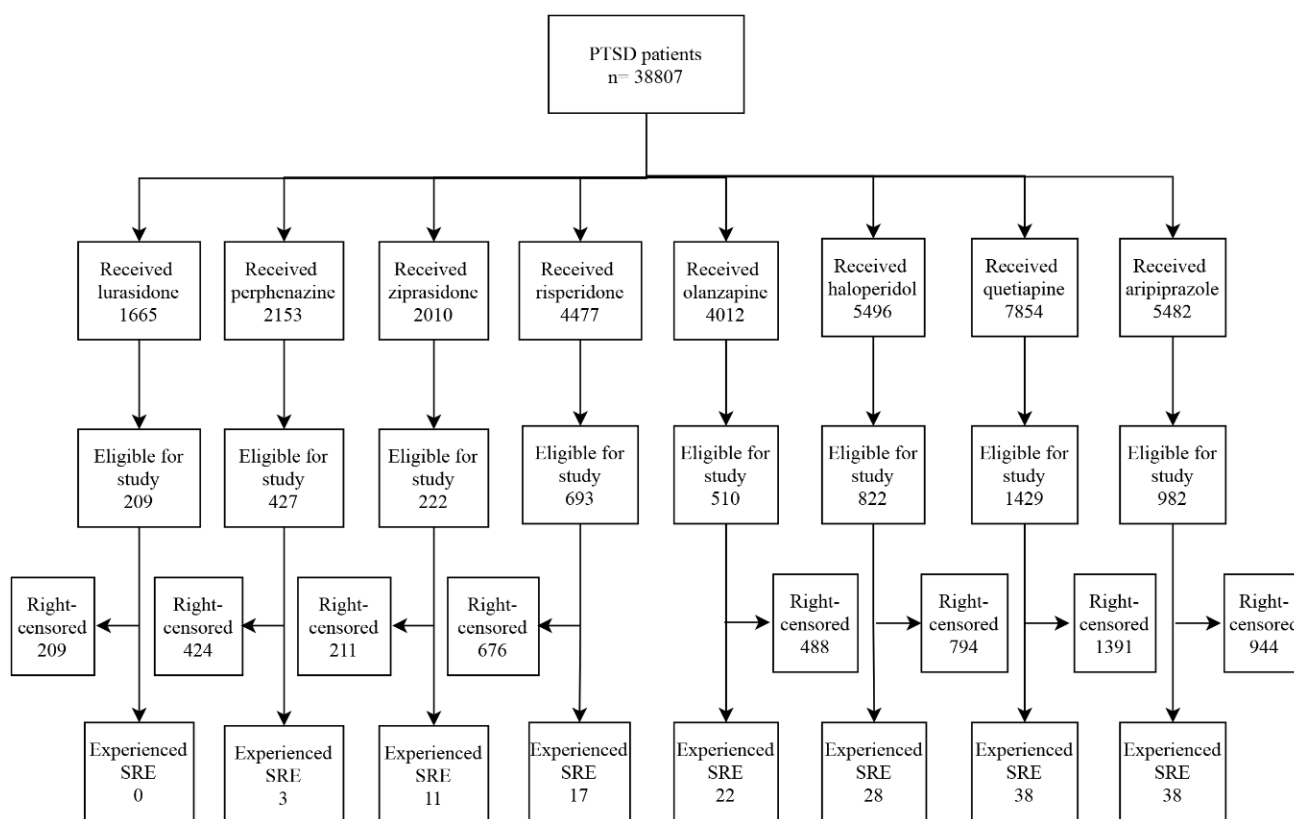 PTSD patients
n= 38807
Received
lurasidone
1665
Received
perphenazine
2153
Received
ziprasidone
2010
Received
risperidone
4477
Received
olanzapine
4012
Received
haloperidol
5496
Received
quetiapine
7854
Received
aripiprazole
5482
Eligible for
study
209
Eligible for
study
427
Eligible for
study
222
Eligible for
study
693
Eligible for
study
510
Eligible for
study
822
Eligible for
study
1429
Eligible for
study
982
Right-
censored
209
Right-
censored
424
Right-
censored
211
Right-
censored
676
Right-
censored
488
Right-
censored
794
Right-
censored
1391
Right-
censored
944
Experienced
SRE
0
Experienced
SRE
3
Experienced
SRE
11
Experienced
SRE
17
Experienced
SRE
22
Experienced
SRE
28
Experienced
SRE
38
Experienced
SRE
38